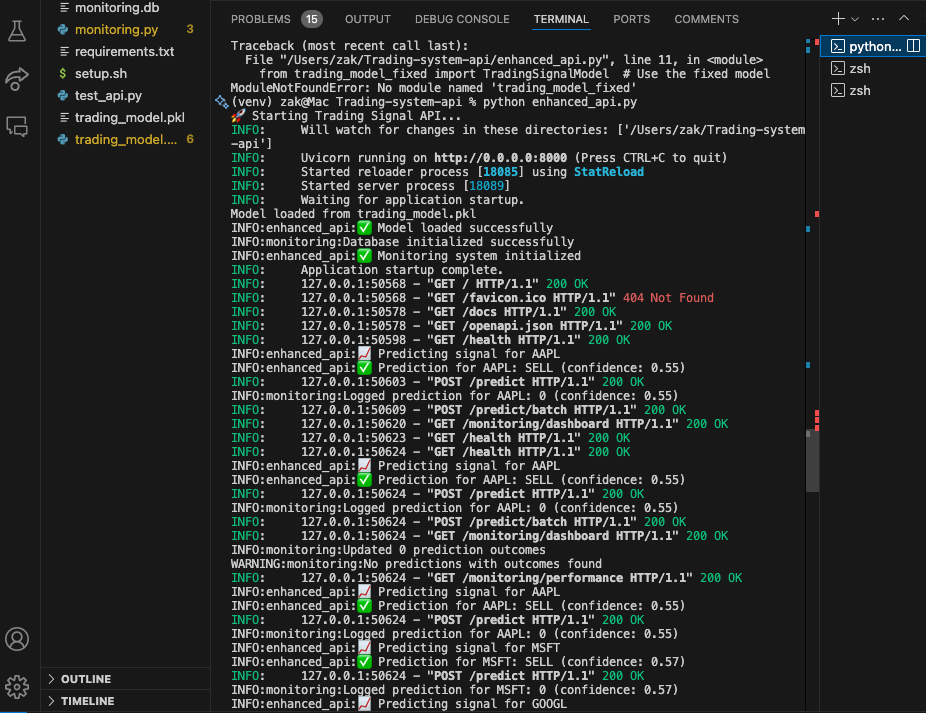 monitoring.db
monitoring.py 3
requirements.txt
$ setup.sh
test_api.py
trading_model.pkl
trading_model.... 6
OUTLINE
TIMELINE
PROBLEMS 15 OUTPUT DEBUG CONSOLE TERMINAL PORTS COMMENTS
Traceback (most recent call last):
File "/Users/zak/Trading-system-api/enhanced_api.py", line 11, in <module>
from trading_model_fixed import TradingSignalModel # Use the fixed model
ModuleNotFoundError: No module named 'trading_model_fixed'
(venv) zak@Mac Trading-system-api % python enhanced_api.py
🚀 Starting Trading Signal API...
INFO: Will watch for changes in these directories: ['/Users/zak/Trading-system
-api']
INFO: Uvicorn running on http://0.0.0.0:8000 (Press CTRL+C to quit)
INFO: Started reloader process [18085] using StatReload
INFO: Started server process [18089]
INFO: Waiting for application startup.
Model loaded from trading_model.pkl
INFO:enhanced_api:✅ Model loaded successfully
INFO:monitoring:Database initialized successfully
INFO:enhanced_api:✅ Monitoring system initialized
INFO: Application startup complete.
INFO: 127.0.0.1:50568 - "GET / HTTP/1.1" 200 OK
INFO: 127.0.0.1:50568 - "GET /favicon.ico HTTP/1.1" 404 Not Found
INFO: 127.0.0.1:50578 - "GET /docs HTTP/1.1" 200 OK
INFO: 127.0.0.1:50578 - "GET /openapi.json HTTP/1.1" 200 OK
INFO: 127.0.0.1:50598 - "GET /health HTTP/1.1" 200 OK
INFO:enhanced_api:📈 Predicting signal for AAPL
INFO:enhanced_api:✅ Prediction for AAPL: SELL (confidence: 0.55)
INFO: 127.0.0.1:50603 - "POST /predict HTTP/1.1" 200 OK
INFO:monitoring:Logged prediction for AAPL: 0 (confidence: 0.55)
INFO: 127.0.0.1:50609 - "POST /predict/batch HTTP/1.1" 200 OK
INFO: 127.0.0.1:50620 - "GET /monitoring/dashboard HTTP/1.1" 200 OK
INFO: 127.0.0.1:50623 - "GET /health HTTP/1.1" 200 OK
INFO: 127.0.0.1:50624 - "GET /health HTTP/1.1" 200 OK
INFO:enhanced_api:📈 Predicting signal for AAPL
INFO:enhanced_api:✅ Prediction for AAPL: SELL (confidence: 0.55)
INFO: 127.0.0.1:50624 - "POST /predict HTTP/1.1" 200 OK
INFO:monitoring:Logged prediction for AAPL: 0 (confidence: 0.55)
INFO: 127.0.0.1:50624 - "POST /predict/batch HTTP/1.1" 200 OK
INFO: 127.0.0.1:50624 - "GET /monitoring/dashboard HTTP/1.1" 200 OK
INFO:monitoring:Updated 0 prediction outcomes
WARNING:monitoring:No predictions with outcomes found
INFO: 127.0.0.1:50624 - "GET /monitoring/performance HTTP/1.1" 200 OK
INFO:enhanced_api:📈 Predicting signal for AAPL
INFO:enhanced_api:✅ Prediction for AAPL: SELL (confidence: 0.55)
INFO: 127.0.0.1:50624 - "POST /predict HTTP/1.1" 200 OK
INFO:monitoring:Logged prediction for AAPL: 0 (confidence: 0.55)
INFO:enhanced_api:📈 Predicting signal for MSFT
INFO:enhanced_api:✅ Prediction for MSFT: SELL (confidence: 0.57)
INFO: 127.0.0.1:50624 - "POST /predict HTTP/1.1" 200 OK
INFO:monitoring:Logged prediction for MSFT: 0 (confidence: 0.57)
INFO:enhanced_api:📈 Predicting signal for GOOGL
python...
zsh
zsh